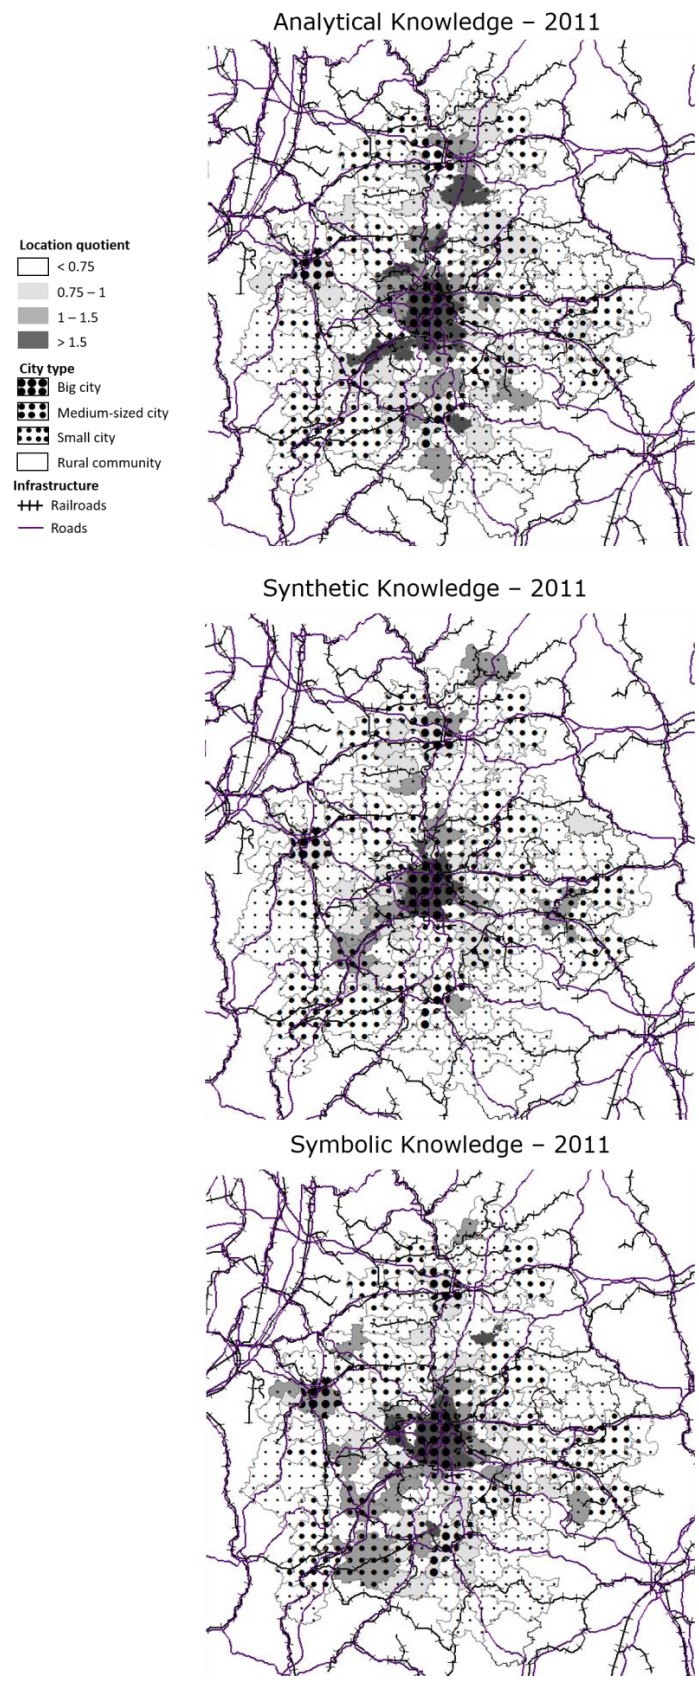 Analytical Knowledge – 2011
Location quotient
< 0.75
0.75 – 1
1 – 1.5
> 1.5
City type
Big city
Medium-sized city
Small city
Rural community
Infrastructure
Railroads
Roads
Synthetic Knowledge – 2011
Symbolic Knowledge – 2011